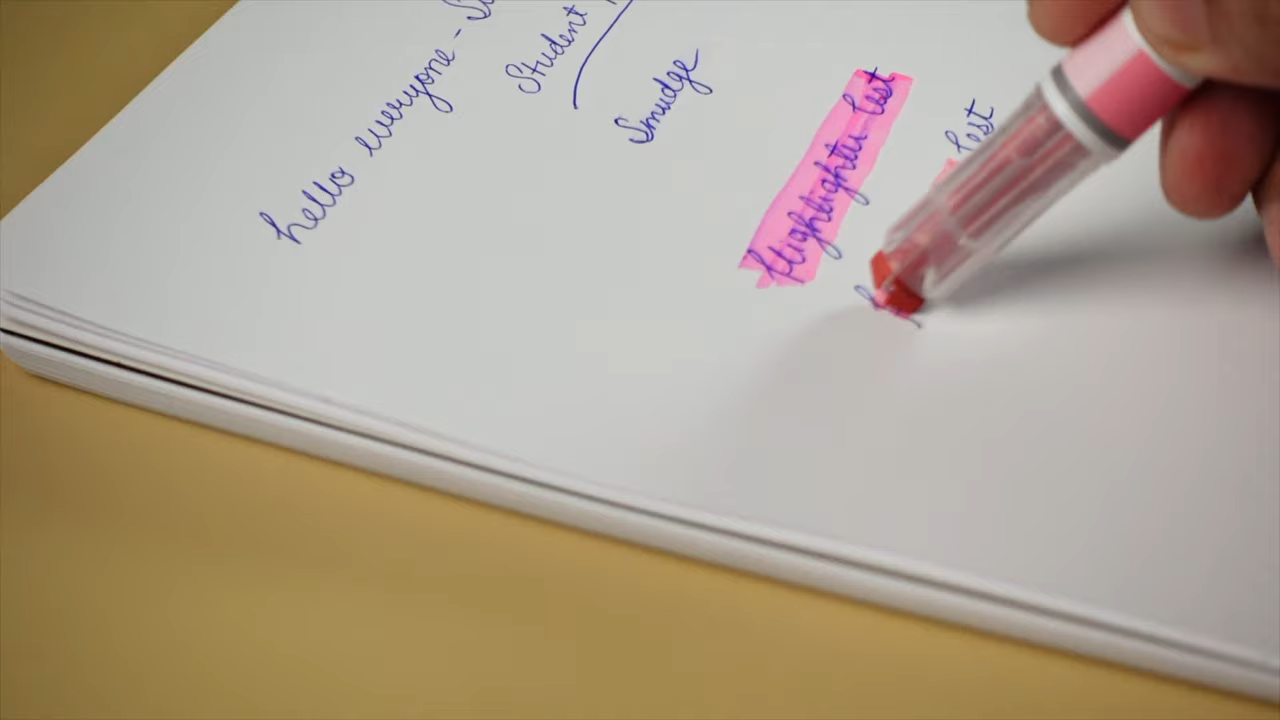 hello everyone -
Student
Smudge
Highlighter test
test